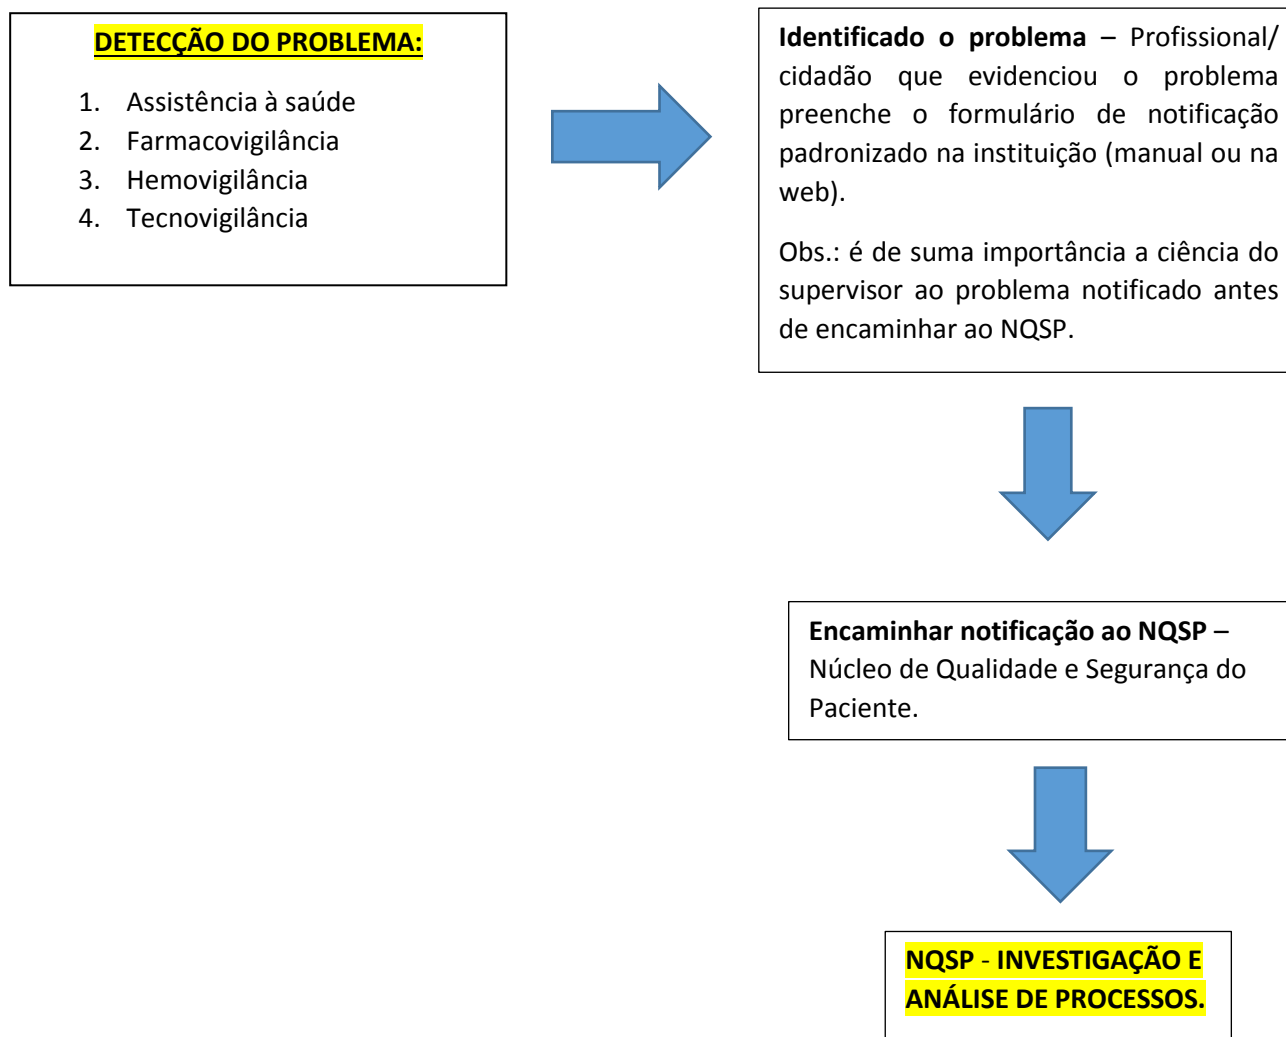 DETECÇÃO DO PROBLEMA:
1. Assistência à saúde
2. Farmacovigilância
3. Hemovigilância
4. Tecnovigilância
Identificado o problema – Profissional/
cidadão que evidenciou o problema
preenche o formulário de notificação
padronizado na instituição (manual ou na
web).
Obs.: é de suma importância a ciência do
supervisor ao problema notificado antes
de encaminhar ao NQSP.
Encaminhar notificação ao NQSP –
Núcleo de Qualidade e Segurança do
Paciente.
NQSP - INVESTIGAÇÃO E
ANÁLISE DE PROCESSOS.